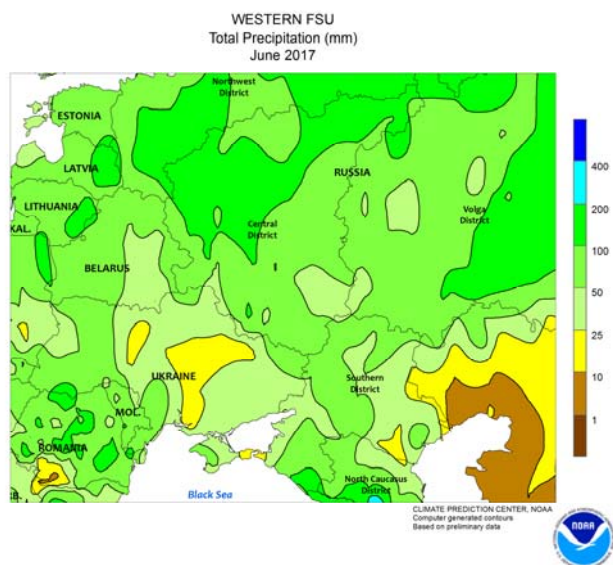 WESTERN FSU
Total Precipitation (mm)
June 2017
Northwest
District
ESTONIA
LATVIA
RUSSIA
LITHUANIA
Volga
District
KAL.
Central
District
BELARUS
UKRAINE
Southern
District
MOL.
ROMANIA
North Caucasus
District
Black Sea
400
200
100
50
25
10
1
CLIMATE PREDICTION CENTER, NOAA
Computer generated contours
Based on preliminary data
NOAA